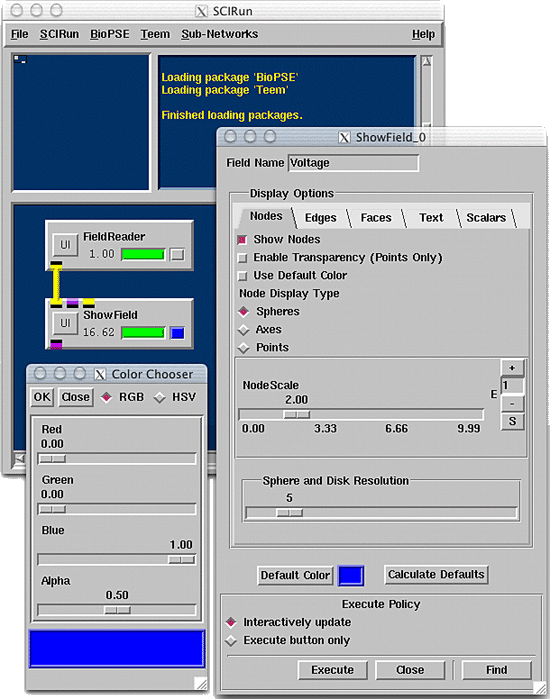 SCIRun
File SCIRun BioPSE Teem Sub-Networks Help
Loading package 'BioPSE'
Loading package 'Teem'
Finished loading packages.
FieldReader
UI
1.00
ShowField
UI
16.62
Color Chooser
OK Close RGB HSV
Red
0.00
Green
0.00
Blue
1.00
Alpha
0.50
ShowField_0
Field Name Voltage
Display Options
Nodes Edges Faces Text Scalars
Show Nodes
Enable Transparency (Points Only)
Use Default Color
Node Display Type
Spheres
Axes
Points
NodeScale
2.00
0.00 3.33 6.66 9.99
+
E 1
-
S
Sphere and Disk Resolution
5
Default Color Calculate Defaults
Execute Policy
Interactively update
Execute button only
Execute Close Find